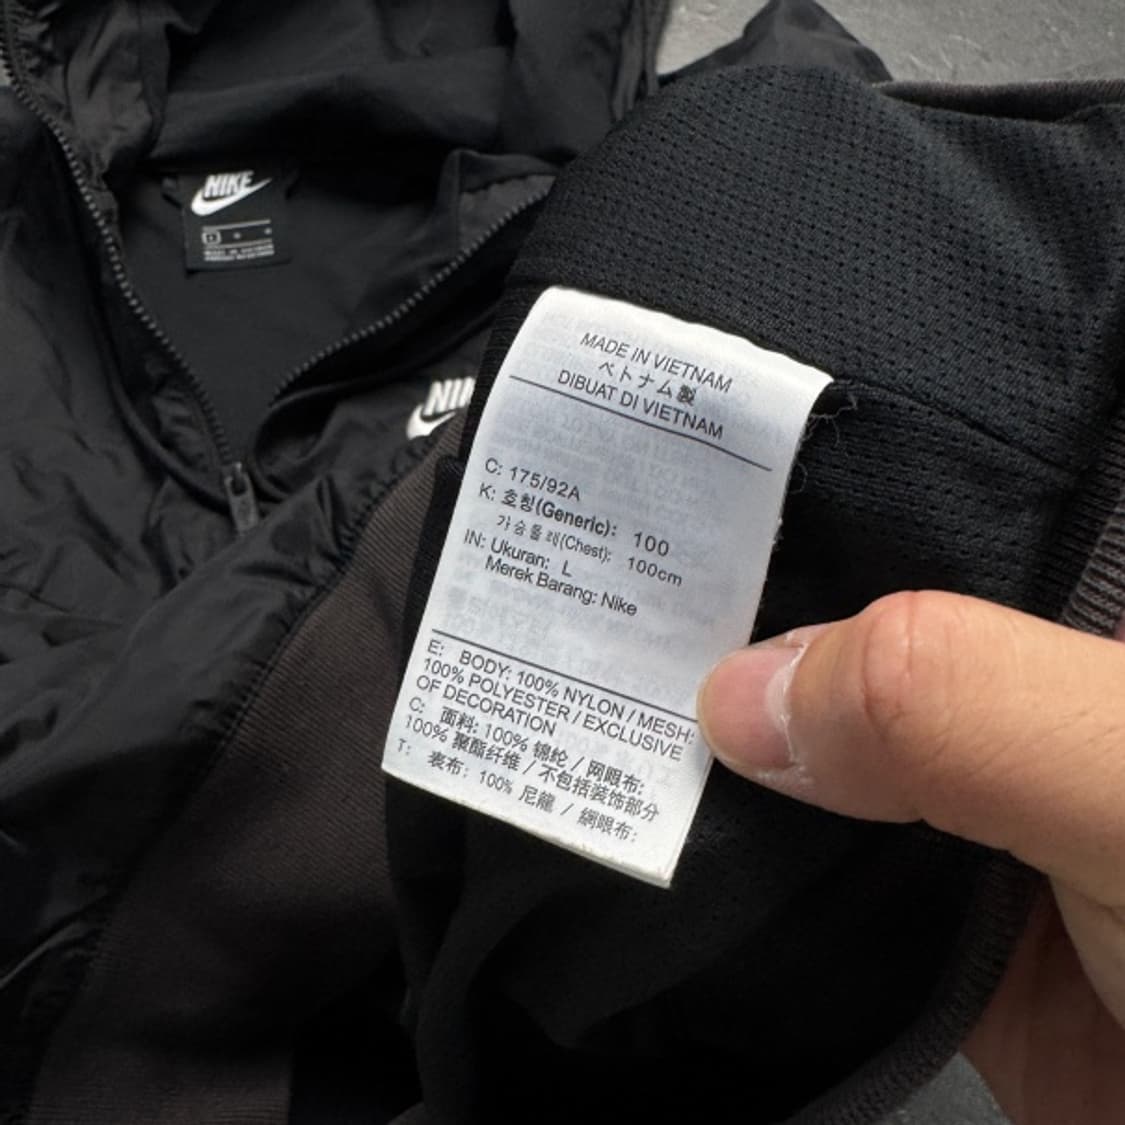 NIKE
NIK
MADE IN VIETNAM
ベトナム製
DIBUAT DI VIETNAM
C: 175/92A
K: 호칭(Generic): 100
가슴둘레(Chest): 100cm
IN: Ukuran: L
Merek Barang: Nike
E: BODY: 100% NYLON / MESH:
100% POLYESTER / EXCLUSIVE
OF DECORATION
C: 面料: 100% 锦纶 / 网眼布:
100% 聚酯纤维 / 不包括装饰部分
T: 表布: 100% 尼龍 / 網眼布: